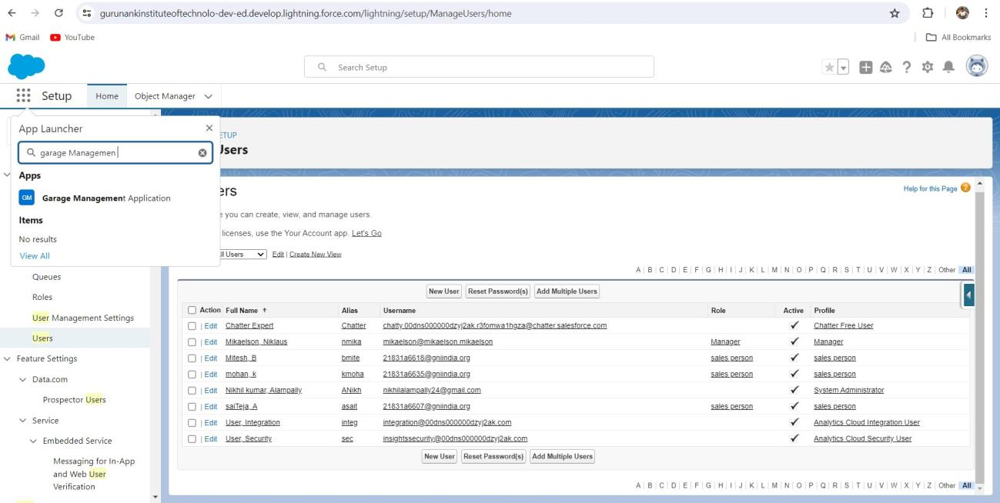 gurunankinstituteoftechnolo-dev-ed.develop.lightning.force.com/lightning/setup/ManageUsers/home
Gmail YouTube All Bookmarks
Search Setup
Setup Home Object Manager
App Launcher
garage Managemen
Apps
GM Garage Management Application
Items
No results
View All
Queues
Roles
User Management Settings
Users
Feature Settings
Data.com
Prospector Users
Service
Embedded Service
Messaging for In-App
and Web User
Verification
ETUP
Users
ers
Help for this Page ?
e you can create, view, and manage users.
licenses, use the Your Account app. Let's Go
ll Users Edit | Create New View
A | B | C | D | E | F | G | H | I | J | K | L | M | N | O | P | Q | R | S | T | U | V | W | X | Y | Z | Other All
New User Reset Password(s) Add Multiple Users
Action Full Name ↑ Alias Username Role Active Profile
| Edit Chatter Expert Chatter chatty.00dns000000dzyj2ak.r3fomwa1hgza@chatter.salesforce.com ✓ Chatter Free User
| Edit Mikaelson, Niklaus nmika mikaelson@mikaelson.mikaelson Manager ✓ Manager
| Edit Mitesh, B bmite 21831a6618@gniindia.org sales person ✓ sales person
| Edit mohan, k kmoha 21831a6635@gniindia.org sales person ✓ sales person
| Edit Nikhil kumar, Alampally ANikh nikhilalampally24@gmail.com ✓ System Administrator
| Edit saiTeja, A asait 21831a6607@gniindia.org sales person ✓ sales person
| Edit User, Integration integ integration@00dns000000dzyj2ak.com ✓ Analytics Cloud Integration User
| Edit User, Security sec insightssecurity@00dns000000dzyj2ak.com ✓ Analytics Cloud Security User
New User Reset Password(s) Add Multiple Users
A | B | C | D | E | F | G | H | I | J | K | L | M | N | O | P | Q | R | S | T | U | V | W | X | Y | Z | Other All